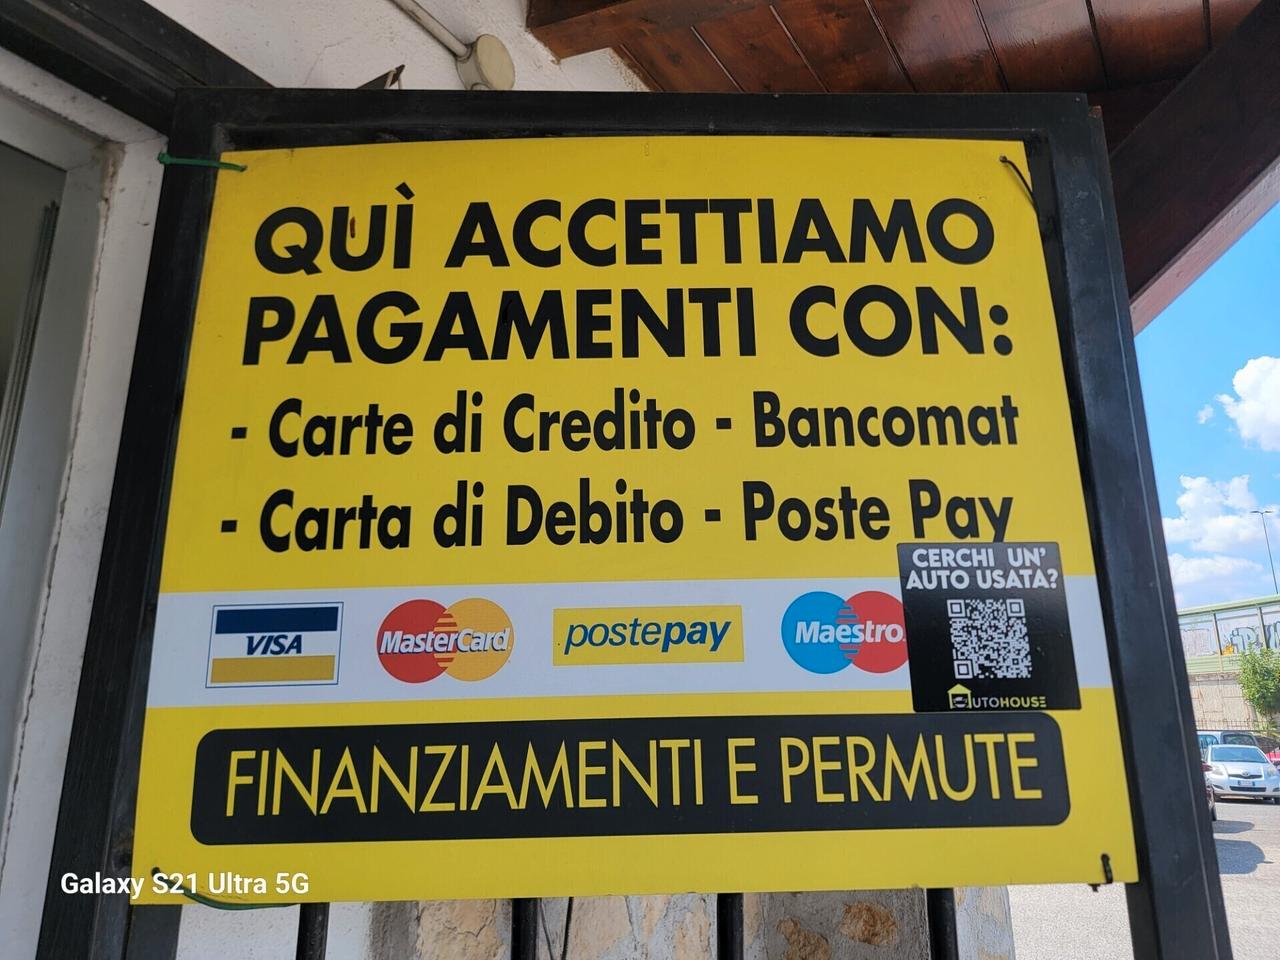 QUÌ ACCETTIAMO
PAGAMENTI CON:
- Carte di Credito - Bancomat
- Carta di Debito - Poste Pay
CERCHI UN'
AUTO USATA?
VISA MasterCard postepay Maestro
AUTOHOUSE
FINANZIAMENTI E PERMUTE
Galaxy S21 Ultra 5G